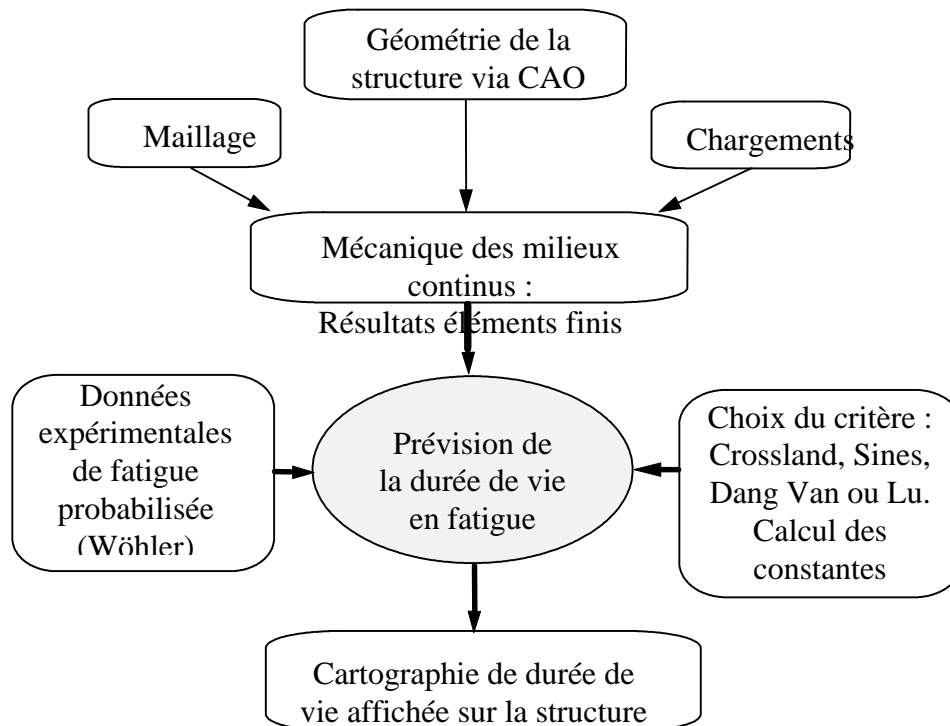 Géométrie de la
structure via CAO
Maillage
Chargements
Mécanique des milieux
continus :
Résultats éléments finis
Données
expérimentales
de fatigue
probabilisée
(Wöhler)
Prévision de
la durée de vie
en fatigue
Choix du critère :
Crossland, Sines,
Dang Van ou Lu.
Calcul des
constantes
Cartographie de durée de
vie affichée sur la structure